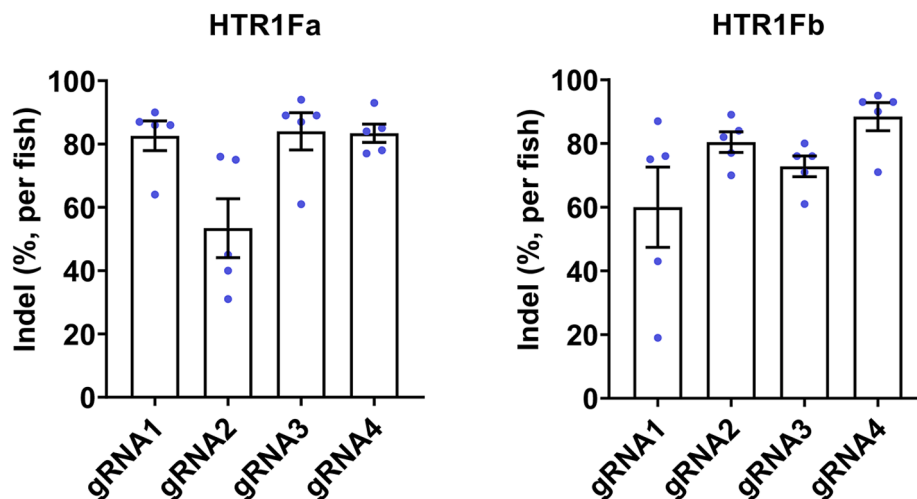 HTR1Fa
Indel (%, per fish)
100
80
60
40
20
0
gRNA1
gRNA2
gRNA3
gRNA4
HTR1Fb
Indel (%, per fish)
100
80
60
40
20
0
gRNA1
gRNA2
gRNA3
gRNA4